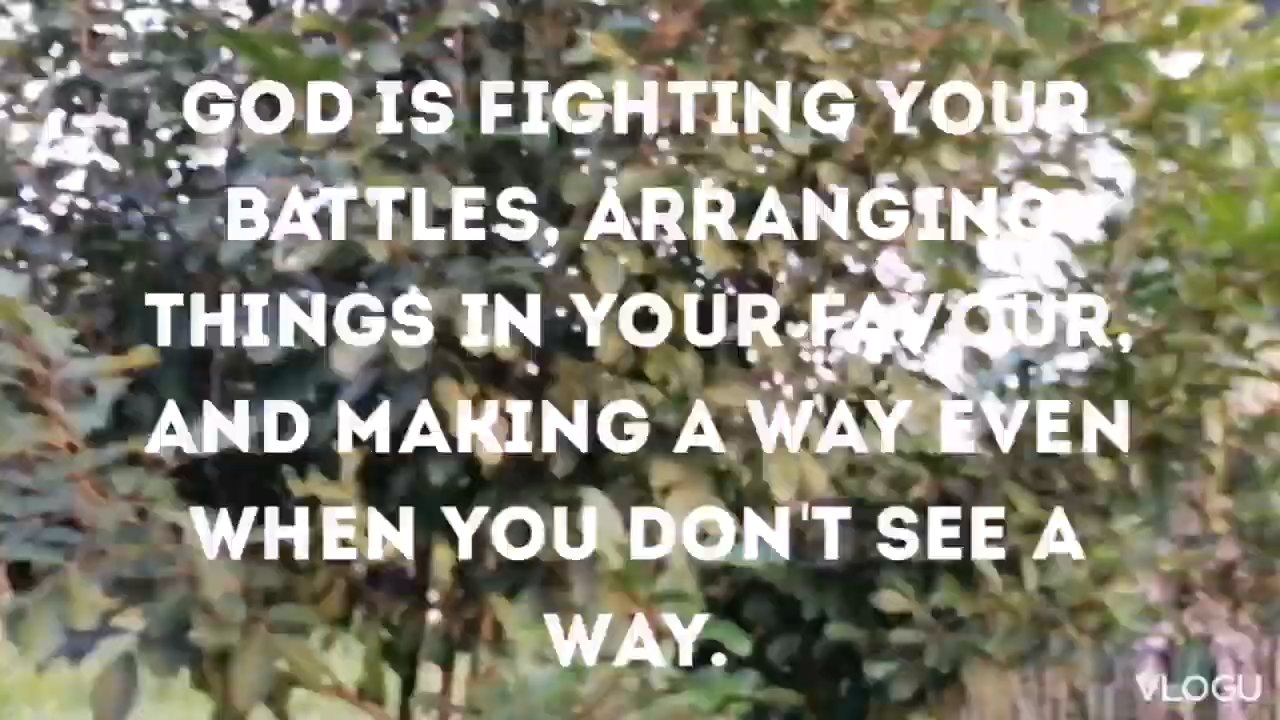 GOD IS FIGHTING YOUR
BATTLES, ARRANGING
THINGS IN YOUR FAVOUR,
AND MAKING A WAY EVEN
WHEN YOU DON'T SEE A
WAY.
VLOGU